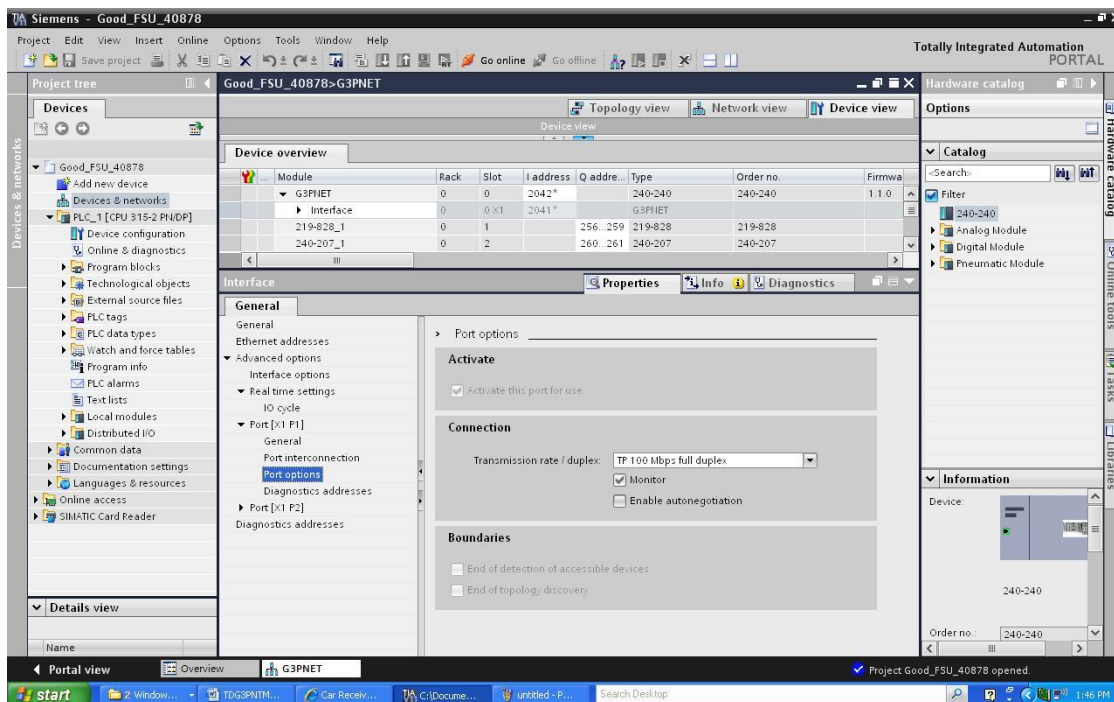 Siemens - Good_FSU_40878
Project Edit View Insert Online Options Tools Window Help
Totally Integrated Automation
PORTAL
Save project
Go online
Go offline
Project tree
Good_FSU_40878>G3PNET
Hardware catalog
Devices
Topology view
Network view
Device view
Options
Device view
Devices & networks
Device overview
Catalog
Good_FSU_40878
Add new device
Devices & networks
PLC_1 [CPU 315-2 PN/DP]
Device configuration
Online & diagnostics
Program blocks
Technological objects
External source files
PLC tags
PLC data types
Watch and force tables
Program info
PLC alarms
Text lists
Local modules
Distributed I/O
Common data
Documentation settings
Languages & resources
Online access
SIMATIC Card Reader
... Module Rack Slot I address Q addre... Type Order no. Firmwa
G3PNET 0 0 2042* 240-240 240-240 1.1.0
Interface 0 0 X1 2041* G3PNET
219-828_1 0 1 256...259 219-828 219-828
240-207_1 0 2 260...261 240-207 240-207
<Search>
Filter
240-240
Analog Module
Digital Module
Pneumatic Module
Hardware catalog
Online tools
Tasks
Libraries
Interface
Properties
Info
Diagnostics
General
General
Ethernet addresses
Advanced options
Interface options
Real time settings
IO cycle
Port [X1 P1]
General
Port interconnection
Port options
Diagnostics addresses
Port [X1 P2]
Diagnostics addresses
Port options
Activate
Activate this port for use
Connection
Transmission rate / duplex: TP 100 Mbps full duplex
Monitor
Enable autonegotiation
Boundaries
End of detection of accessible devices
End of topology discovery
Information
Device:
240-240
Order no.: 240-240
Details view
Name
Portal view
Overview
G3PNET
Project Good_FSU_40878 opened.
start
2 Window...
TDG3PNTM...
Car Receiv...
C:\Docume...
untitled - P...
Search Desktop
1:46 PM